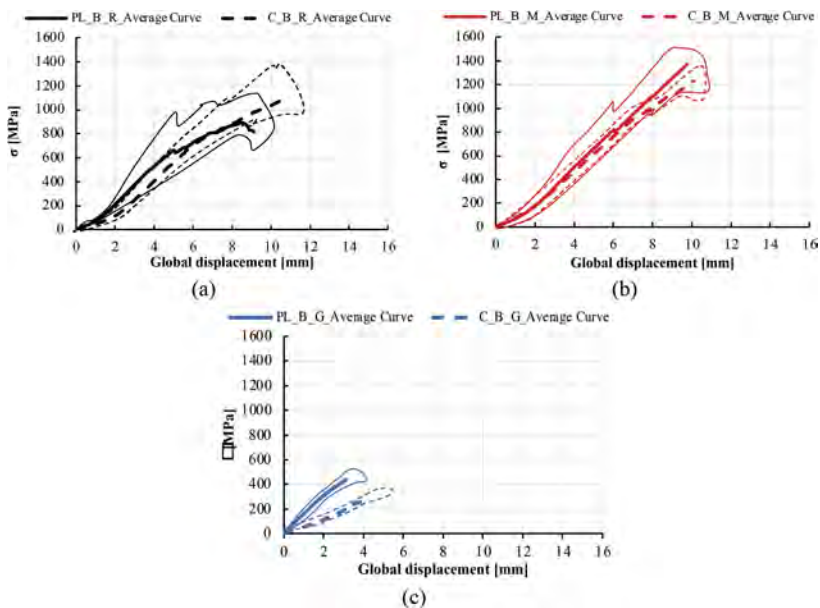 PL_B_R_Average Curve C_B_R_Average Curve
1600
1400
1200
1000
800
600
400
200
0
σ [MPa]
0 2 4 6 8 10 12 14 16
Global displacement [mm]
(a)
PL_B_M_Average Curve C_B_M_Average Curve
1600
1400
1200
1000
800
600
400
200
0
σ [MPa]
0 2 4 6 8 10 12 14 16
Global displacement [mm]
(b)
PL_B_G_Average Curve C_B_G_Average Curve
1600
1400
1200
1000
800
600
400
200
0
□[MPa]
0 2 4 6 8 10 12 14 16
Global displacement [mm]
(c)